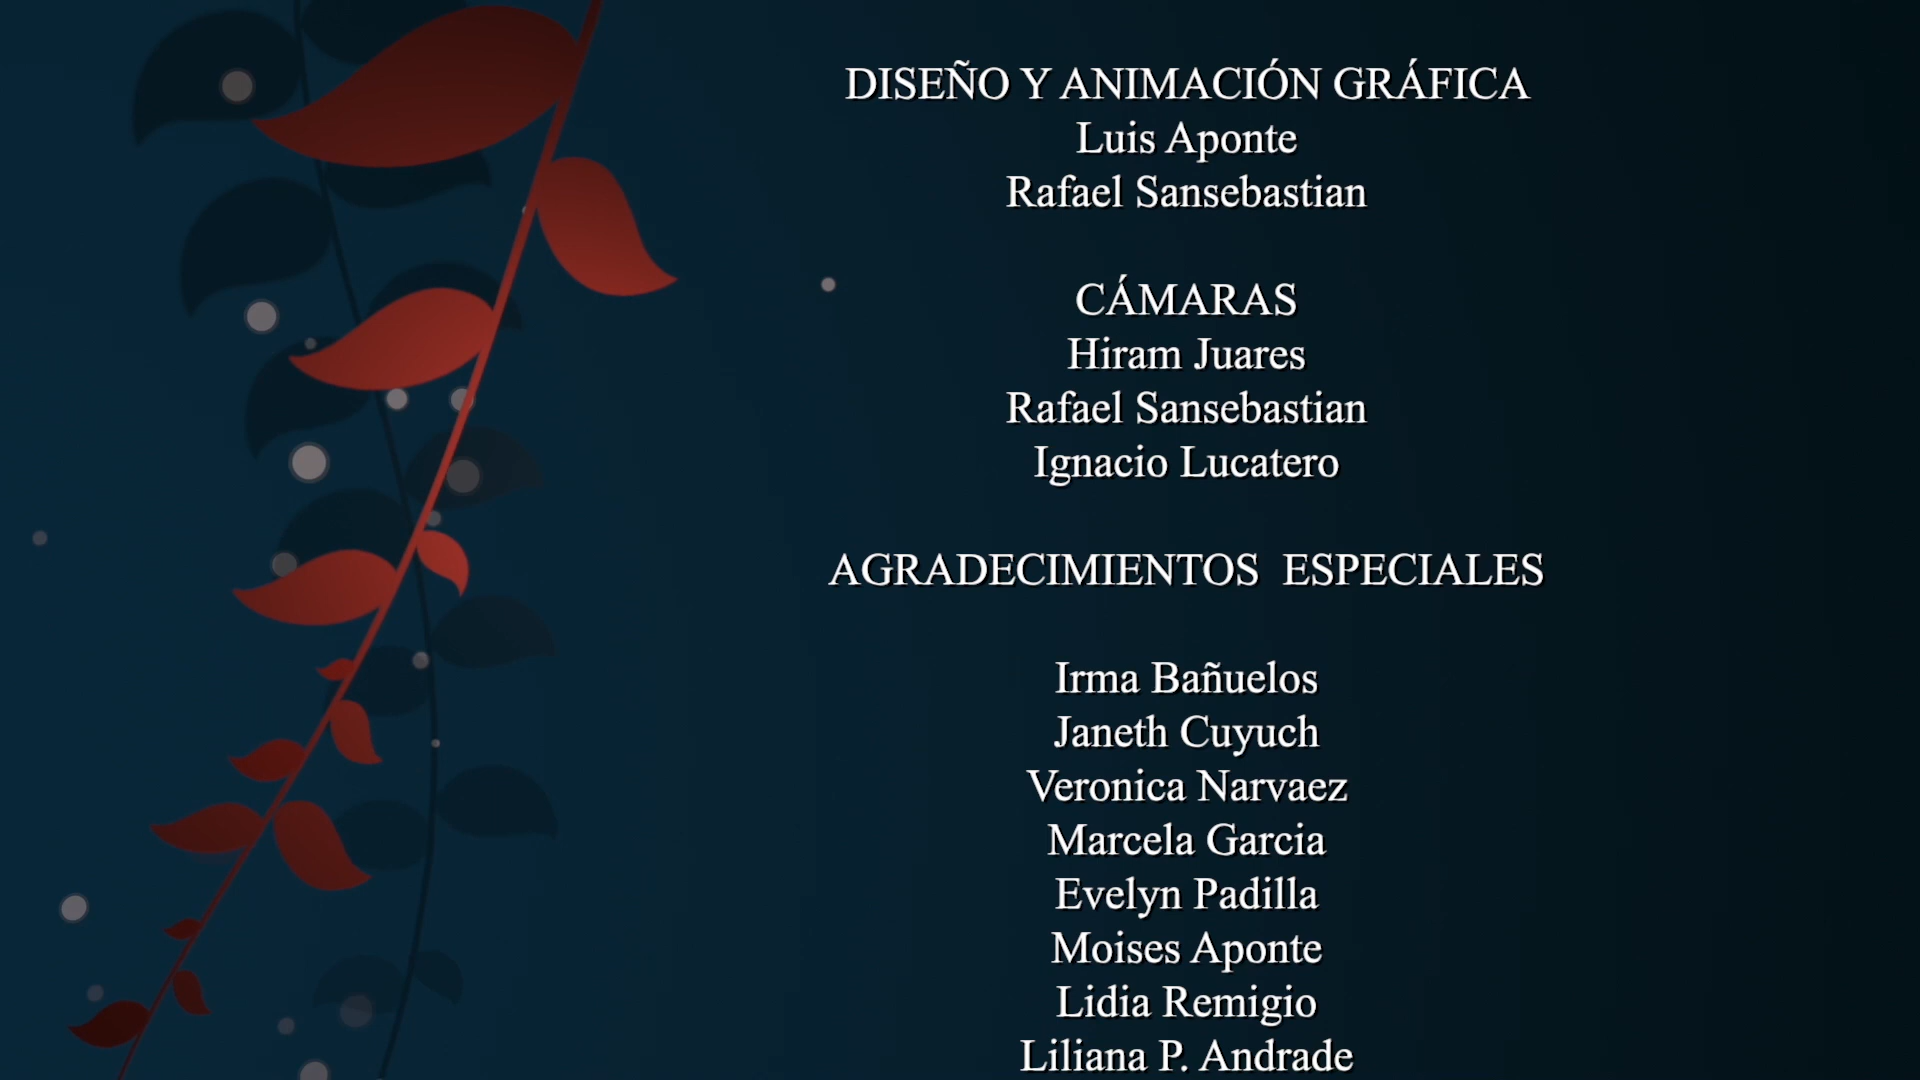 DISEÑO Y ANIMACIÓN GRÁFICA
Luis Aponte
Rafael Sansebastian
CÁMARAS
Hiram Juares
Rafael Sansebastian
Ignacio Lucatero
AGRADECIMIENTOS ESPECIALES
Irma Bañuelos
Janeth Cuyuch
Veronica Narvaez
Marcela Garcia
Evelyn Padilla
Moises Aponte
Lidia Remigio
Liliana P. Andrade